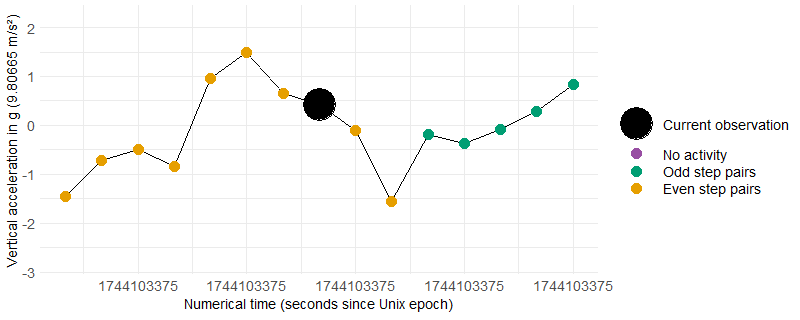 Vertical acceleration in g (9.80665 m/s²)
2
1
0
-1
-2
-3
1744103375 1744103375 1744103375 1744103375 1744103375
Numerical time (seconds since Unix epoch)
Current observation
No activity
Odd step pairs
Even step pairs